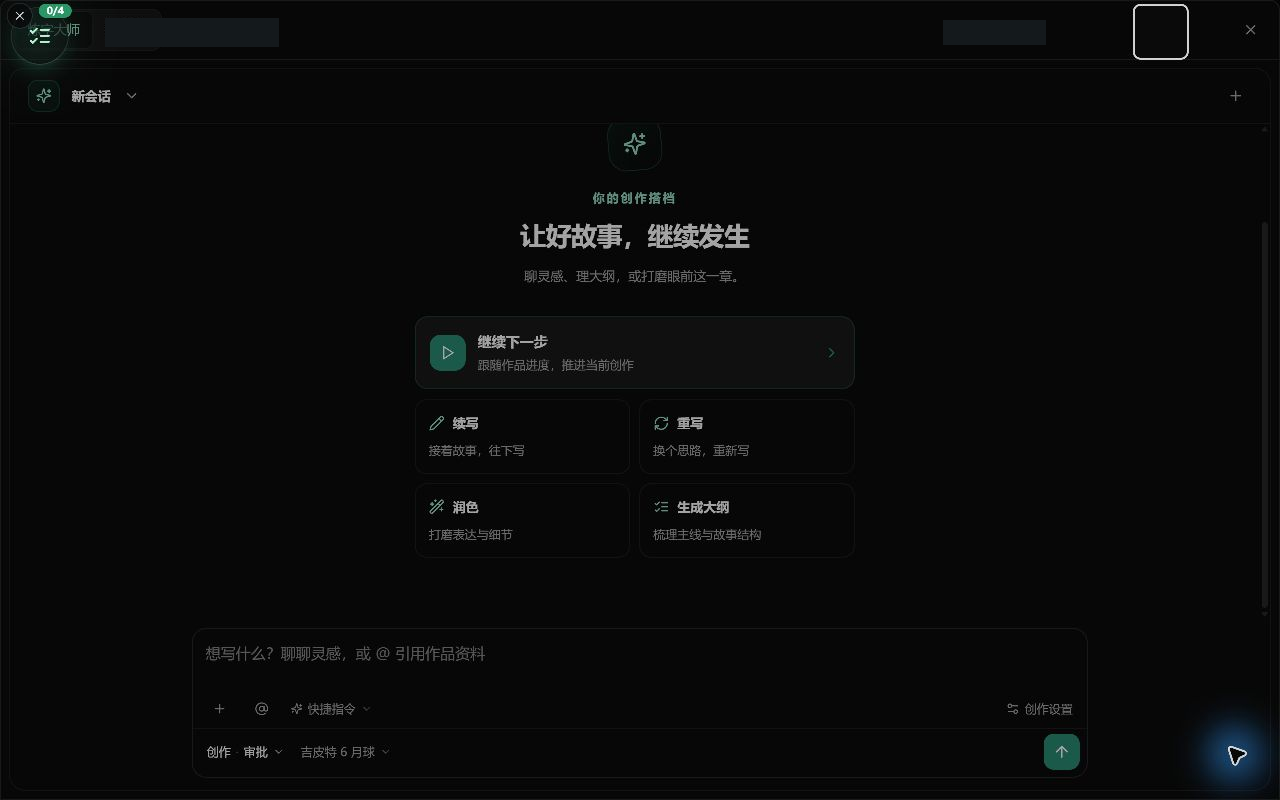 0/4
大师
新会话
你的创作搭档
让好故事，继续发生
聊灵感、理大纲，或打磨眼前这一章。
继续下一步
跟随作品进度，推进当前创作
续写
接着故事，往下写
重写
换个思路，重新写
润色
打磨表达与细节
生成大纲
梳理主线与故事结构
想写什么？聊聊灵感，或 @ 引用作品资料
@ 快捷指令
创作设置
创作 · 审批
吉皮特 6 月球